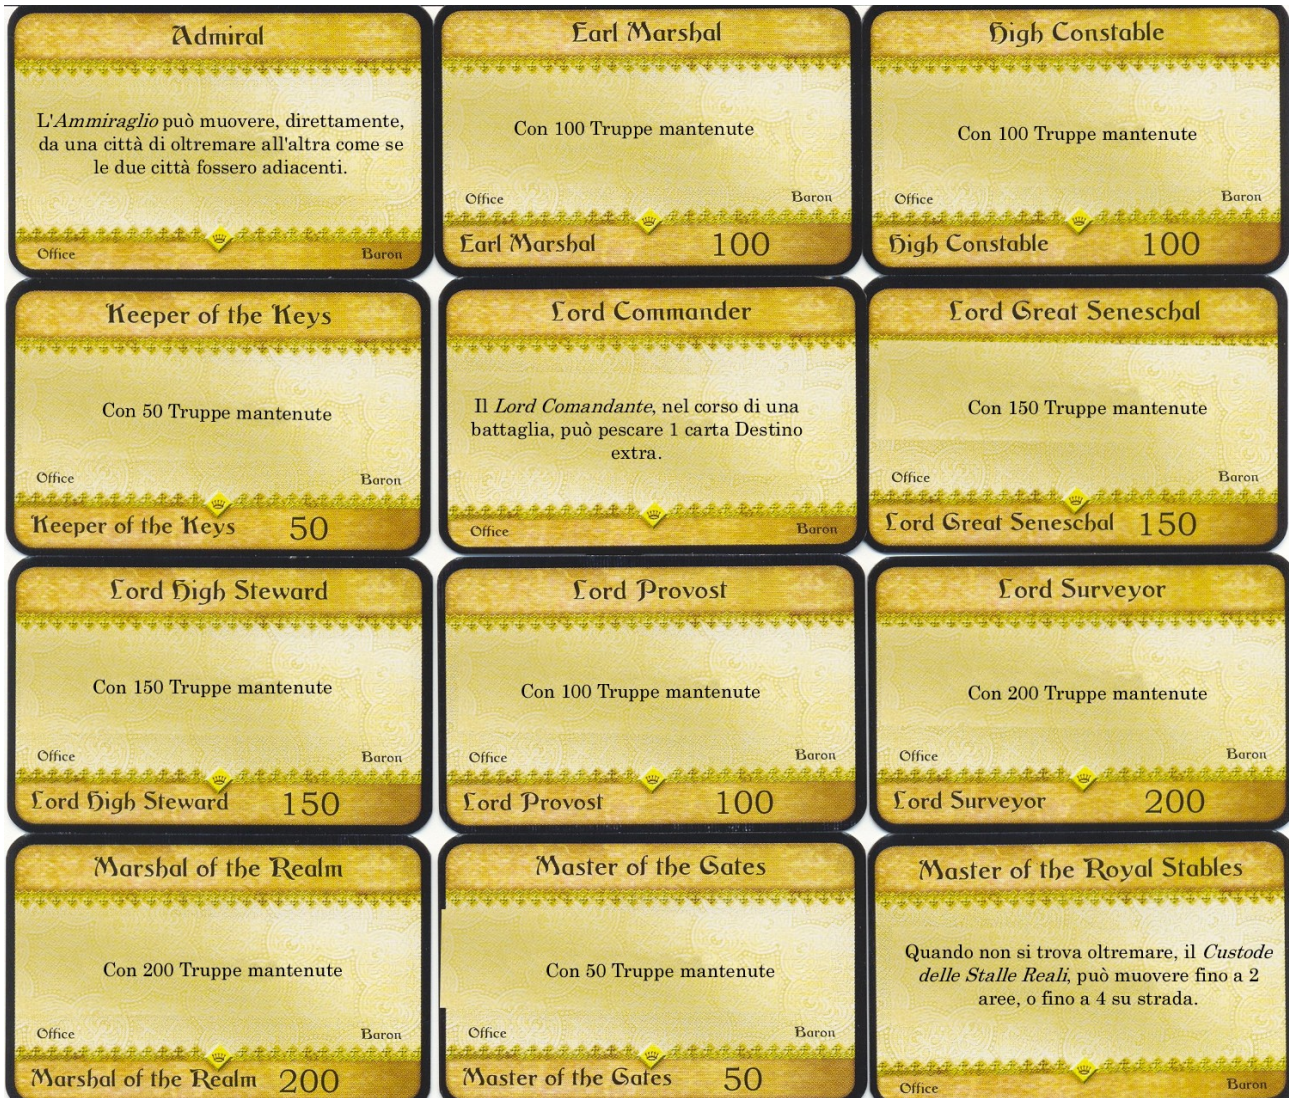 Admiral
L'Ammiraglio può muovere, direttamente,
da una città di oltremare all'altra come se
le due città fossero adiacenti.
Office Baron
Earl Marshal
Con 100 Truppe mantenute
Office Baron
Earl Marshal 100
High Constable
Con 100 Truppe mantenute
Office Baron
High Constable 100
Keeper of the Keys
Con 50 Truppe mantenute
Office Baron
Keeper of the Keys 50
Lord Commander
Il Lord Comandante, nel corso di una
battaglia, può pescare 1 carta Destino
extra.
Office Baron
Lord Great Seneschal
Con 150 Truppe mantenute
Office Baron
Lord Great Seneschal 150
Lord High Steward
Con 150 Truppe mantenute
Office Baron
Lord High Steward 150
Lord Provost
Con 100 Truppe mantenute
Office Baron
Lord Provost 100
Lord Surveyor
Con 200 Truppe mantenute
Office Baron
Lord Surveyor 200
Marshal of the Realm
Con 200 Truppe mantenute
Office Baron
Marshal of the Realm 200
Master of the Gates
Con 50 Truppe mantenute
Office Baron
Master of the Gates 50
Master of the Royal Stables
Quando non si trova oltremare, il Custode
delle Stalle Reali, può muovere fino a 2
aree, o fino a 4 su strada.
Office Baron